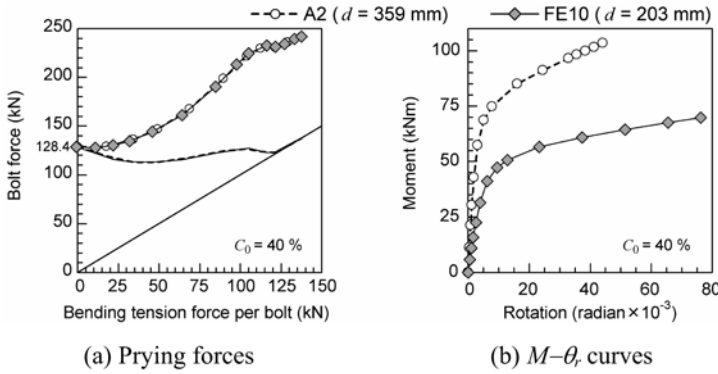 A2 ( d = 359 mm)
FE10 ( d = 203 mm)
250
200
150
128.4
100
50
0
Bolt force (kN)
C₀ = 40 %
0 25 50 75 100 125 150
Bending tension force per bolt (kN)
(a) Prying forces
100
75
50
25
0
Moment (kNm)
C₀ = 40 %
0 20 40 60 80
Rotation (radian×10⁻³)
(b) M–θᵣ curves